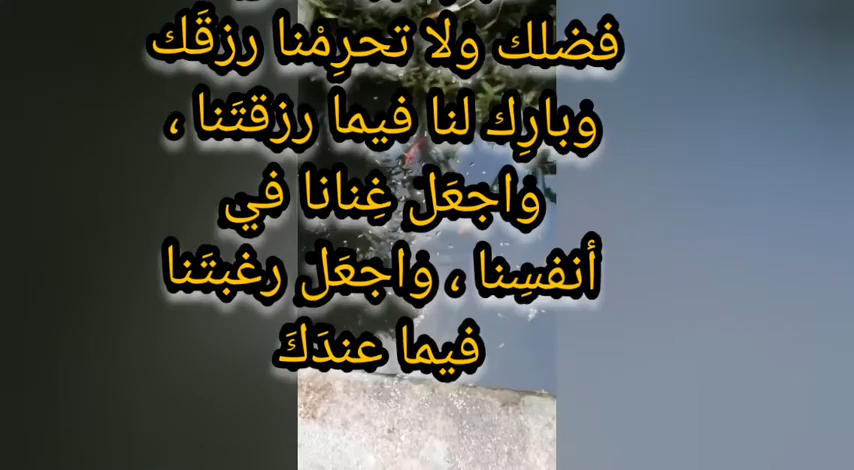 فضلك ولا تحرِمْنا رزقَك
وبارِك لنا فيما رزقتَنا ،
واجعَل غِنانا في
أنفسِنا ، واجعَل رغبتَنا
فيما عندَكَ